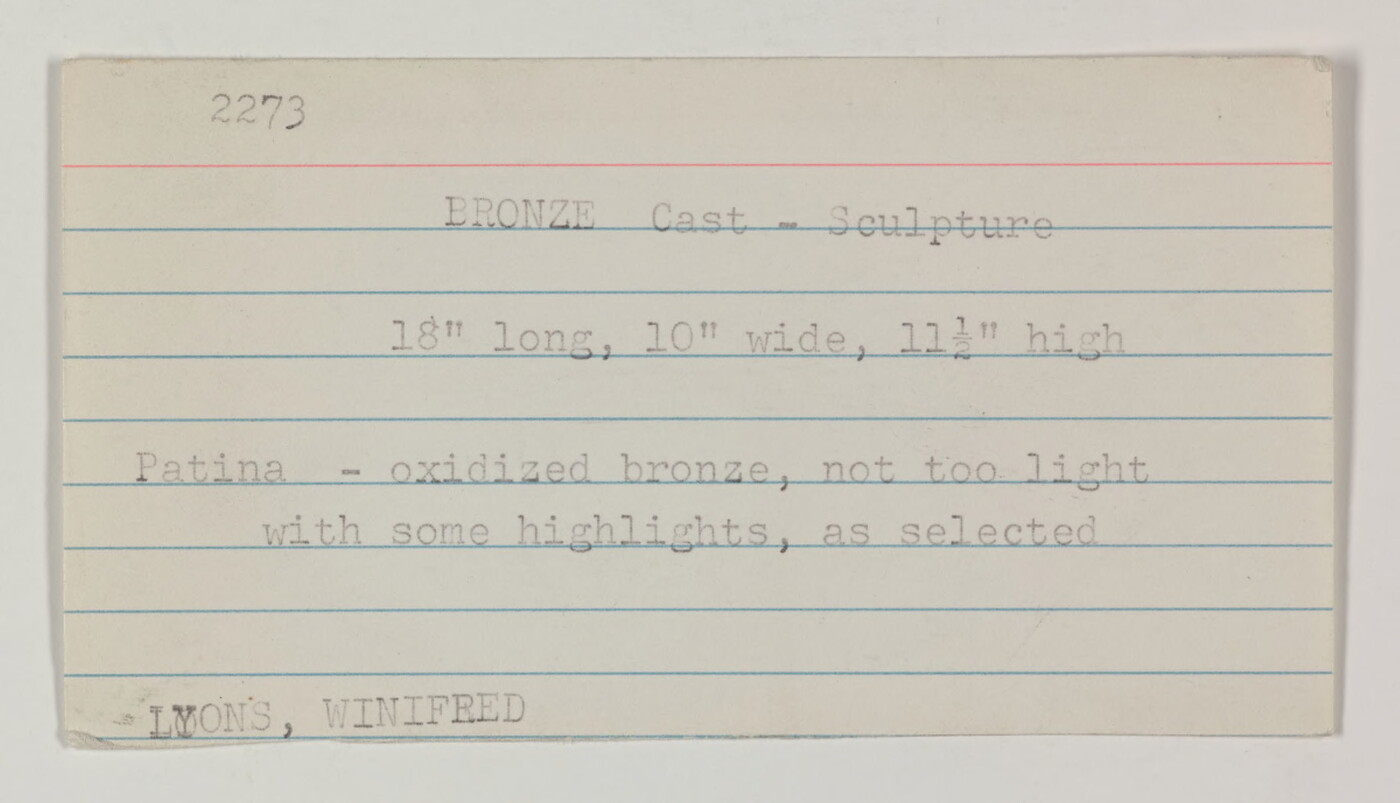 2273
BRONZE Cast - Sculpture
18" long, 10" wide, 11½" high
Patina - oxidized bronze, not too light
with some highlights, as selected
LYONS, WINIFRED